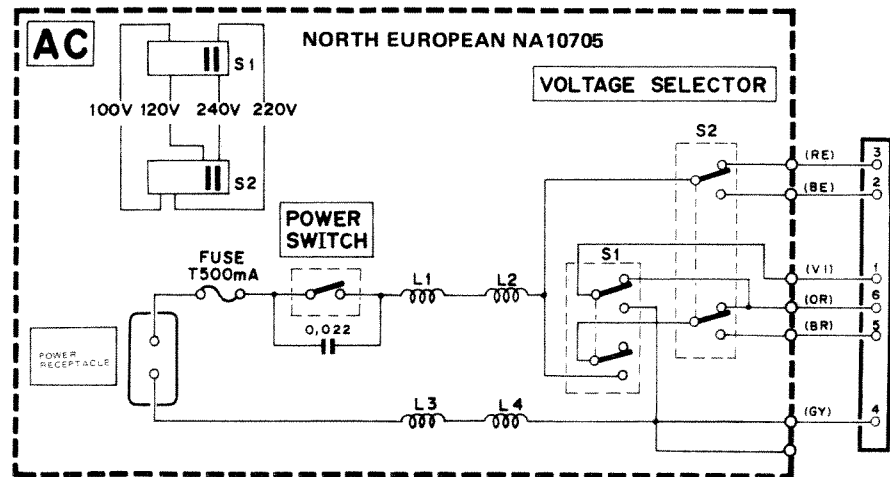 AC
NORTH EUROPEAN NA10705
S1
VOLTAGE SELECTOR
100V 120V 240V 220V
S2
S2
(RE) 3
(BE) 2
POWER
SWITCH
FUSE
T500mA
L1
L2
S1
(VI) 1
(OR) 6
(BR) 5
0,022
POWER
RECEPTACLE
L3
L4
(GY) 4